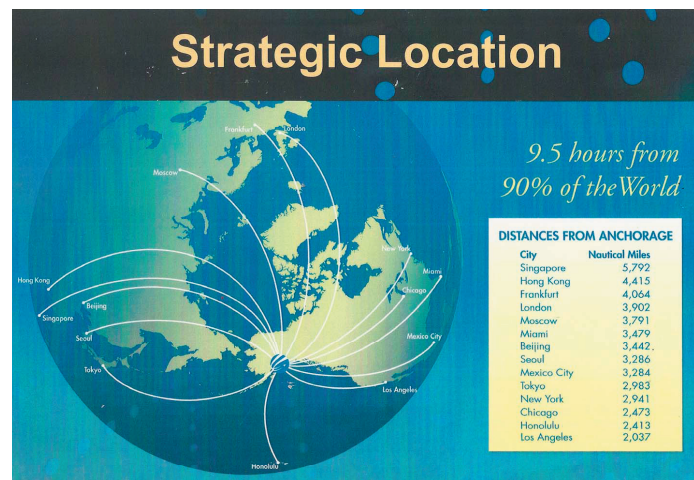 Strategic Location
9.5 hours from
90% of the World
DISTANCES FROM ANCHORAGE
City Nautical Miles
Singapore 5,792
Hong Kong 4,415
Frankfurt 4,064
London 3,902
Moscow 3,791
Miami 3,479
Beijing 3,442.
Seoul 3,286
Mexico City 3,284
Tokyo 2,983
New York 2,941
Chicago 2,473
Honolulu 2,413
Los Angeles 2,037
Frankfurt
London
Moscow
New York
Miami
Hong Kong
Chicago
Beijing
Singapore
Seoul
Mexico City
Tokyo
Los Angeles
Honolulu